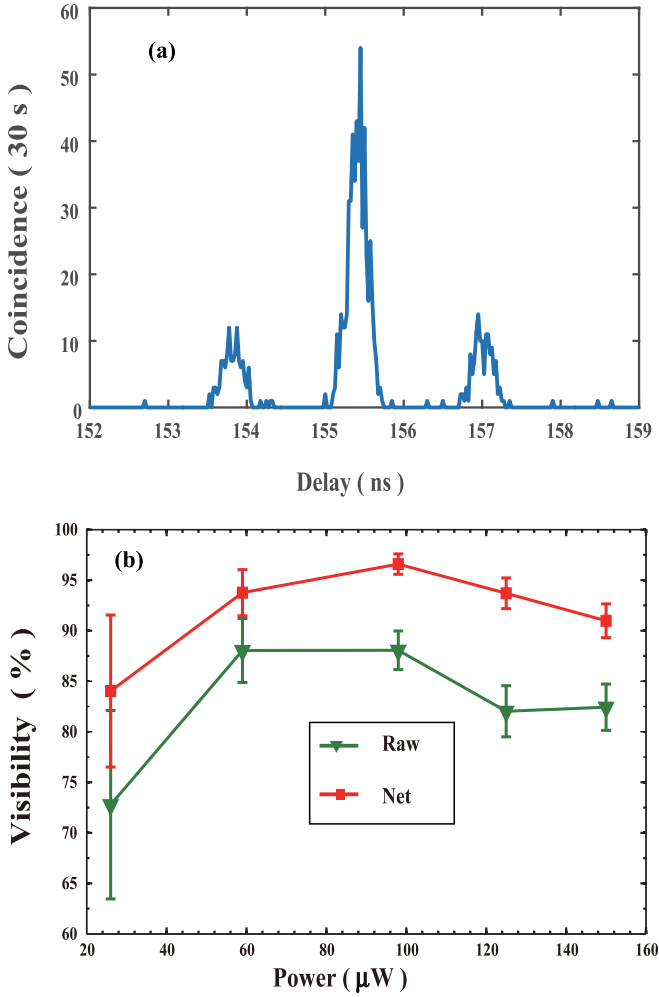 (a)
Coincidence ( 30 s )
60
50
40
30
20
10
0
152 153 154 155 156 157 158 159
Delay ( ns )
(b)
Visibility ( % )
100
95
90
85
80
75
70
65
60
Raw
Net
20 40 60 80 100 120 140 160
Power ( μW )